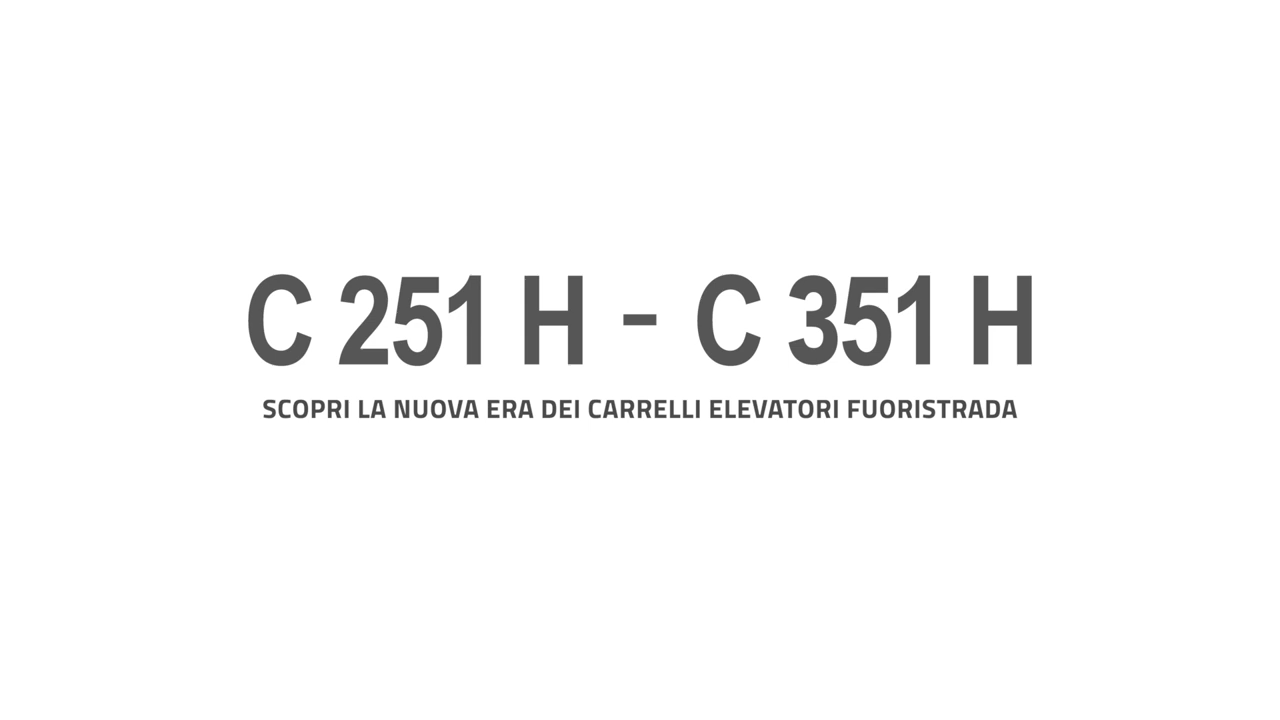 C 251 H - C 351 H
SCOPRI LA NUOVA ERA DEI CARRELLI ELEVATORI FUORISTRADA